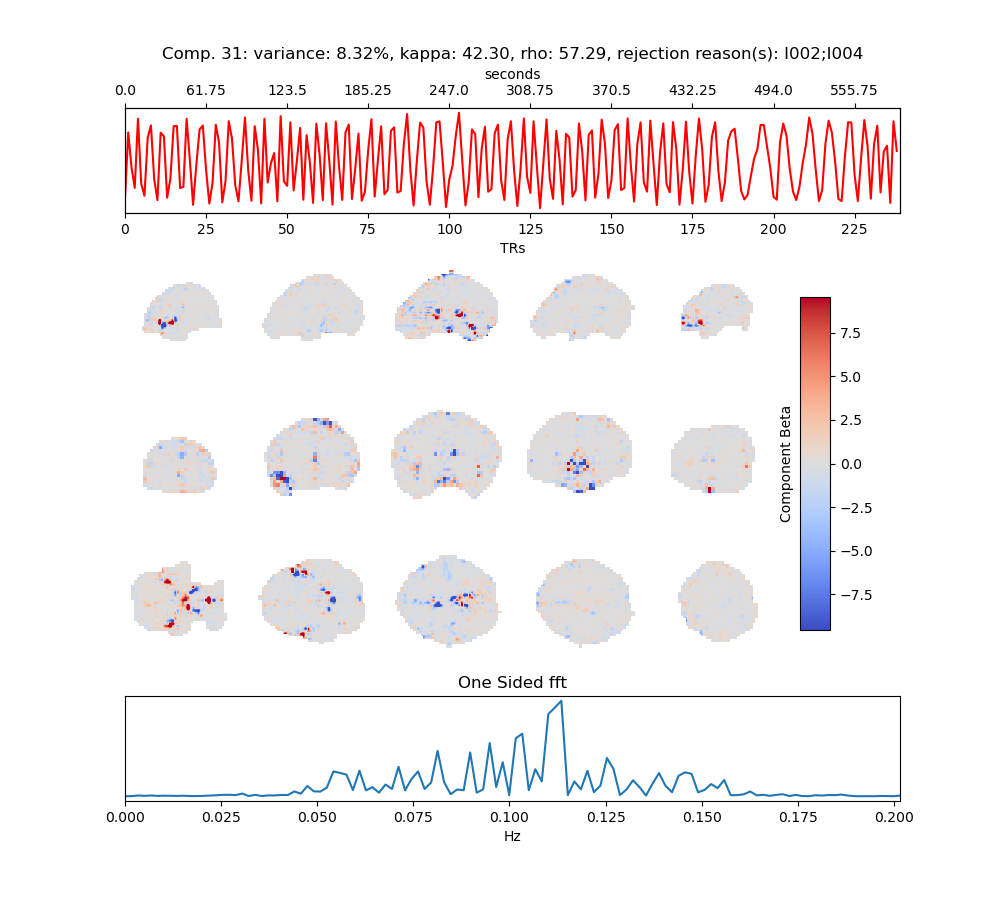 Comp. 31: variance: 8.32%, kappa: 42.30, rho: 57.29, rejection reason(s): I002;I004
seconds
0.0 61.75 123.5 185.25 247.0 308.75 370.5 432.25 494.0 555.75
0 25 50 75 100 125 150 175 200 225
TRs
7.5
5.0
2.5
0.0
−2.5
−5.0
−7.5
Component Beta
One Sided fft
0.000 0.025 0.050 0.075 0.100 0.125 0.150 0.175 0.200
Hz